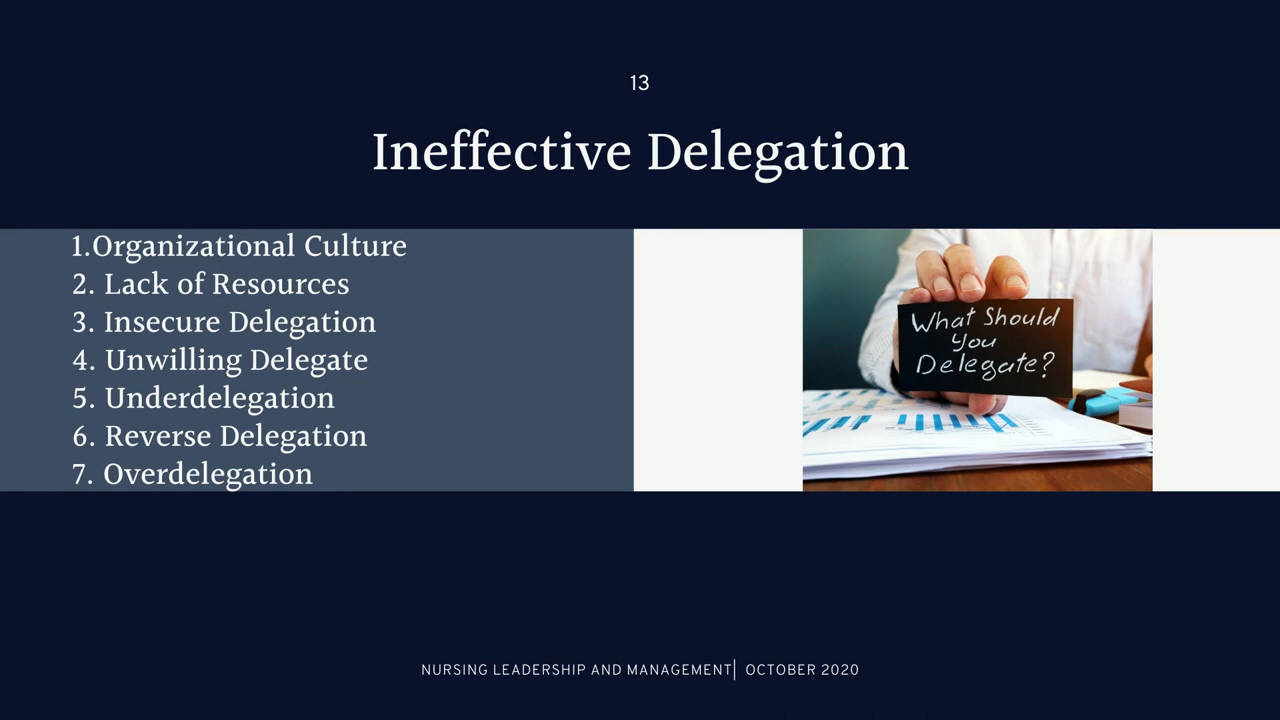 13
Ineffective Delegation
1.Organizational Culture
2. Lack of Resources
3. Insecure Delegation
4. Unwilling Delegate
5. Underdelegation
6. Reverse Delegation
7. Overdelegation
What Should
You
Delegate?
NURSING LEADERSHIP AND MANAGEMENT| OCTOBER 2020